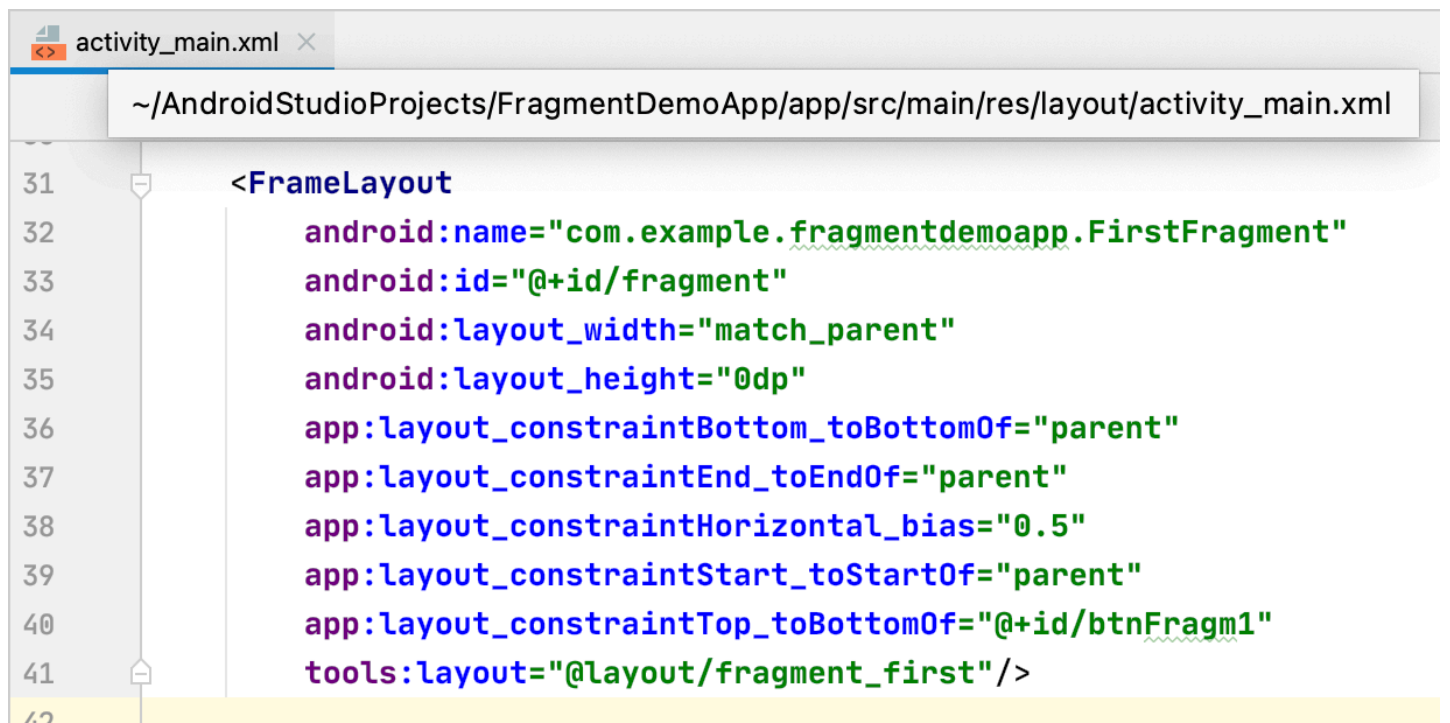 activity_main.xml
~/AndroidStudioProjects/FragmentDemoApp/app/src/main/res/layout/activity_main.xml
31 <FrameLayout
32 android:name="com.example.fragmentdemoapp.FirstFragment"
33 android:id="@+id/fragment"
34 android:layout_width="match_parent"
35 android:layout_height="0dp"
36 app:layout_constraintBottom_toBottomOf="parent"
37 app:layout_constraintEnd_toEndOf="parent"
38 app:layout_constraintHorizontal_bias="0.5"
39 app:layout_constraintStart_toStartOf="parent"
40 app:layout_constraintTop_toBottomOf="@+id/btnFragm1"
41 tools:layout="@layout/fragment_first"/>
42